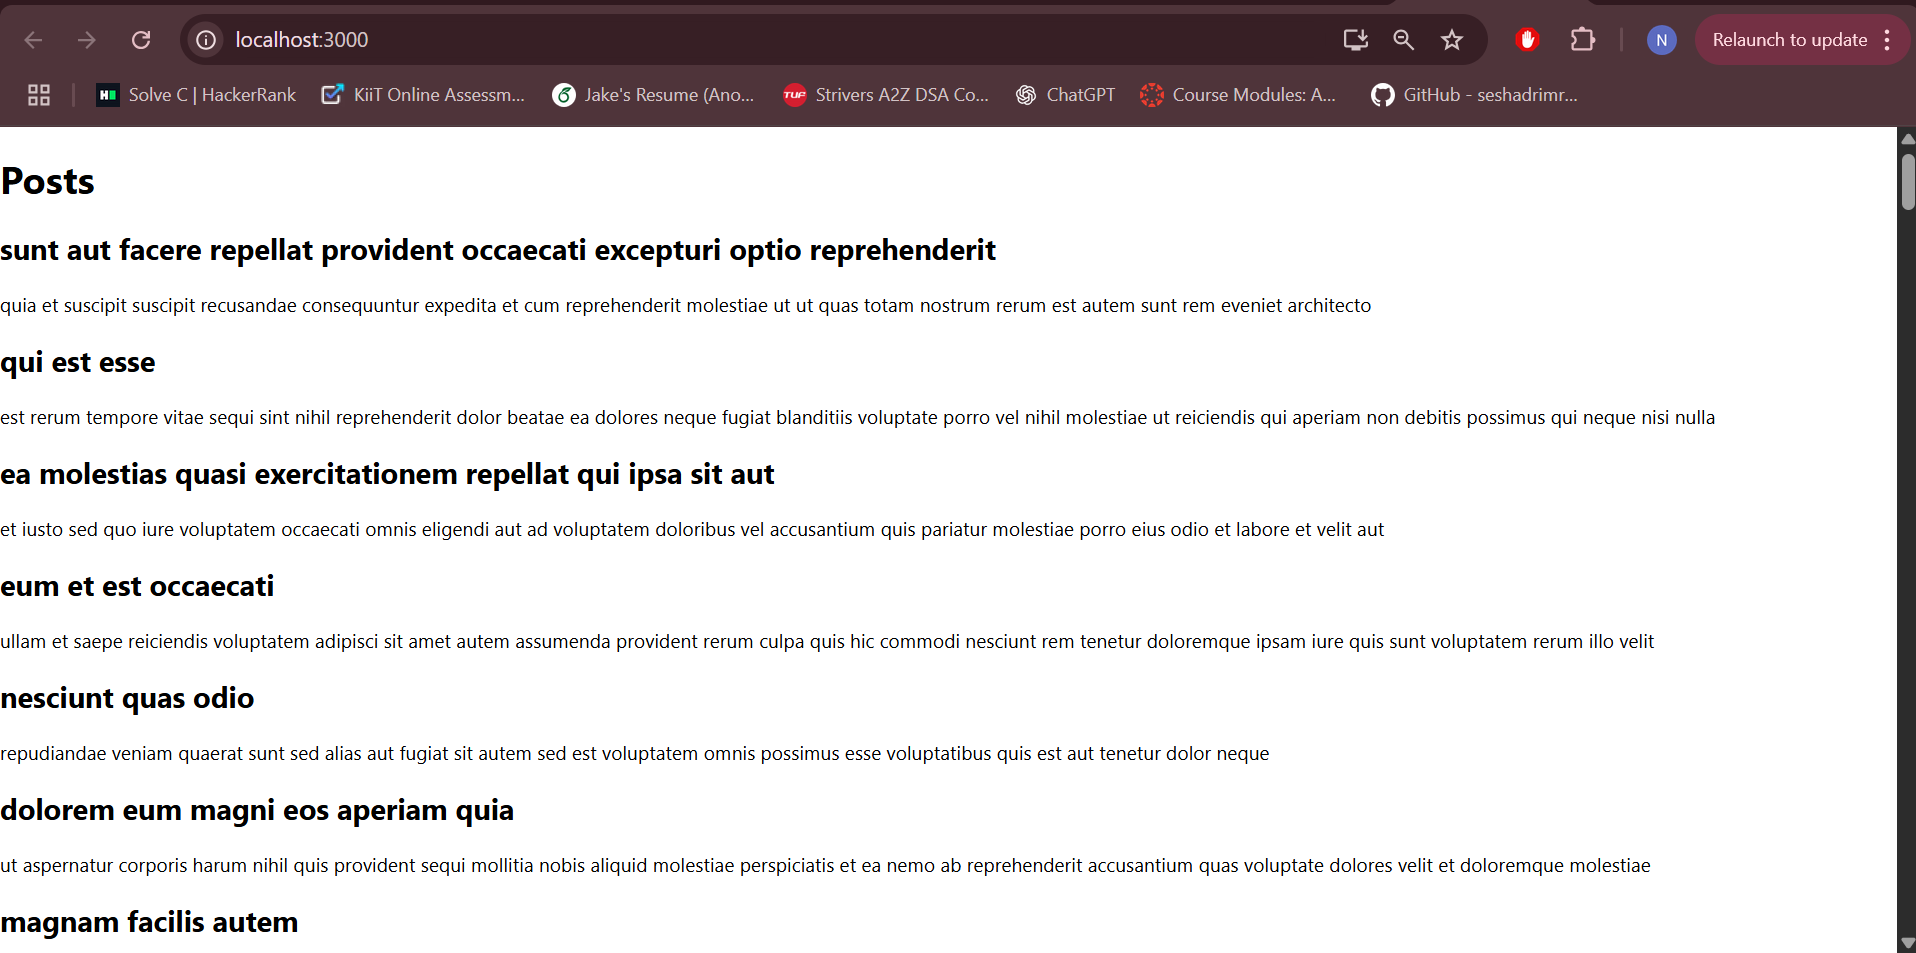 localhost:3000
N
Relaunch to update
Solve C | HackerRank
KiiT Online Assessm...
Jake's Resume (Ano...
TUF
Strivers A2Z DSA Co...
ChatGPT
Course Modules: A...
GitHub - seshadrimr...
Posts
sunt aut facere repellat provident occaecati excepturi optio reprehenderit
quia et suscipit suscipit recusandae consequuntur expedita et cum reprehenderit molestiae ut ut quas totam nostrum rerum est autem sunt rem eveniet architecto
qui est esse
est rerum tempore vitae sequi sint nihil reprehenderit dolor beatae ea dolores neque fugiat blanditiis voluptate porro vel nihil molestiae ut reiciendis qui aperiam non debitis possimus qui neque nisi nulla
ea molestias quasi exercitationem repellat qui ipsa sit aut
et iusto sed quo iure voluptatem occaecati omnis eligendi aut ad voluptatem doloribus vel accusantium quis pariatur molestiae porro eius odio et labore et velit aut
eum et est occaecati
ullam et saepe reiciendis voluptatem adipisci sit amet autem assumenda provident rerum culpa quis hic commodi nesciunt rem tenetur doloremque ipsam iure quis sunt voluptatem rerum illo velit
nesciunt quas odio
repudiandae veniam quaerat sunt sed alias aut fugiat sit autem sed est voluptatem omnis possimus esse voluptatibus quis est aut tenetur dolor neque
dolorem eum magni eos aperiam quia
ut aspernatur corporis harum nihil quis provident sequi mollitia nobis aliquid molestiae perspiciatis et ea nemo ab reprehenderit accusantium quas voluptate dolores velit et doloremque molestiae
magnam facilis autem